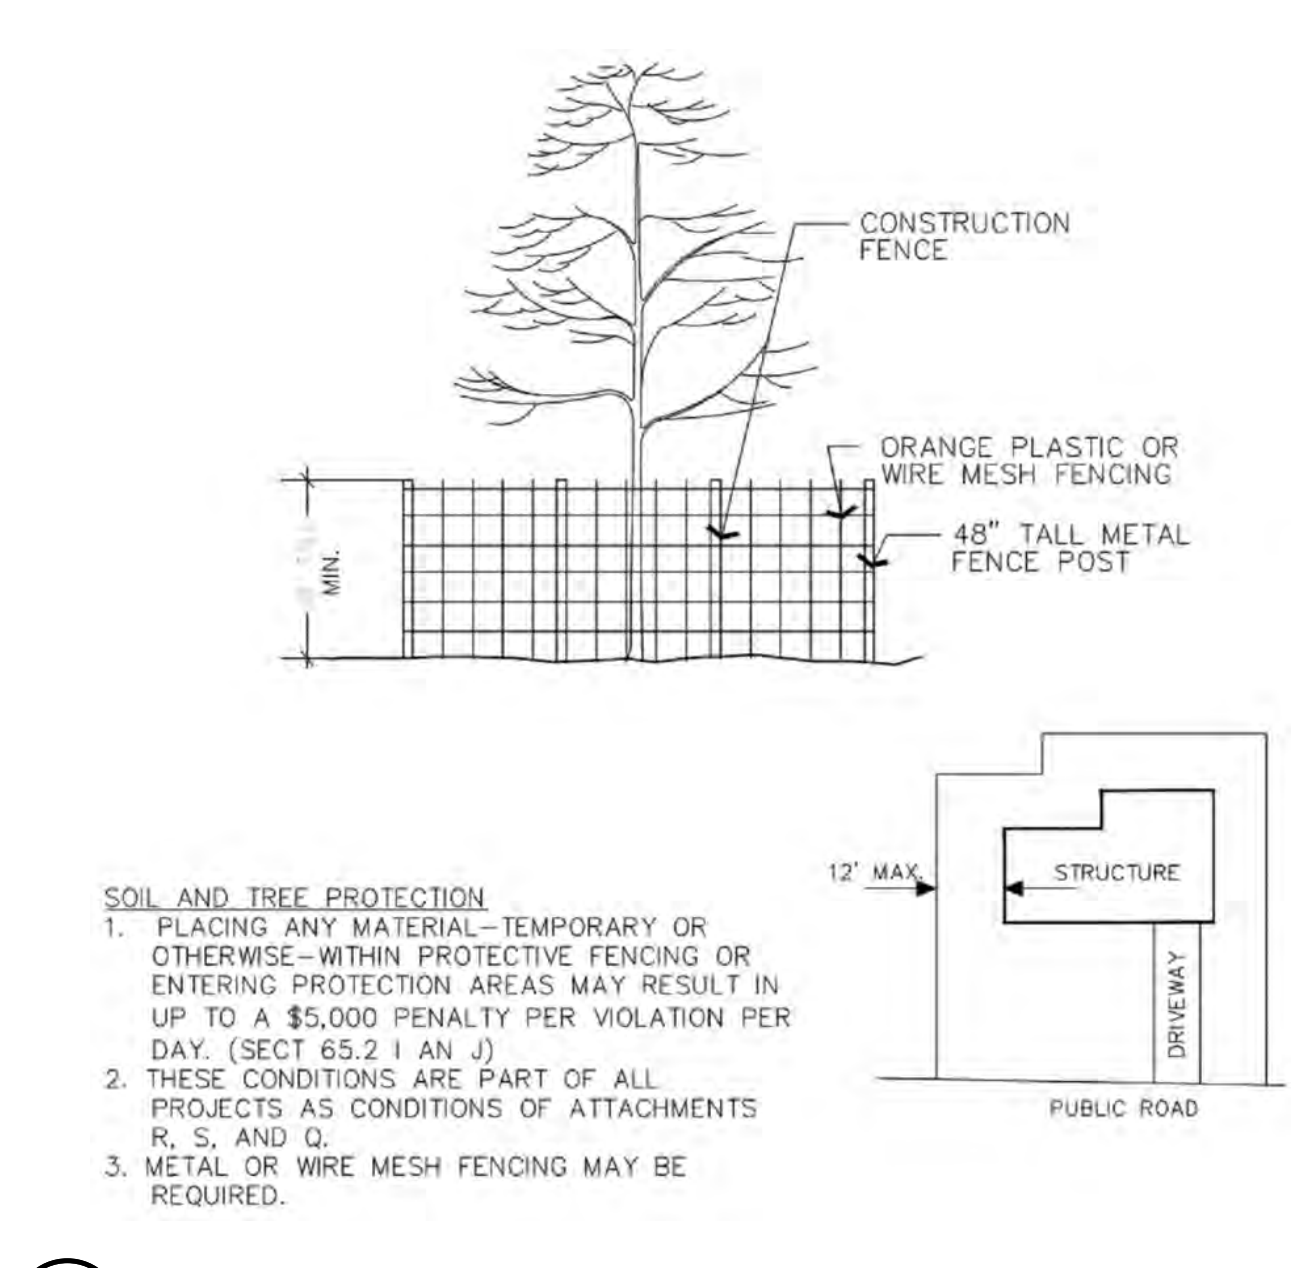 CONSTRUCTION
FENCE
ORANGE PLASTIC OR
WIRE MESH FENCING
48" TALL METAL
FENCE POST
MIN.
12' MAX.
STRUCTURE
DRIVEWAY
PUBLIC ROAD
SOIL AND TREE PROTECTION
1. PLACING ANY MATERIAL-TEMPORARY OR
OTHERWISE-WITHIN PROTECTIVE FENCING OR
ENTERING PROTECTION AREAS MAY RESULT IN
UP TO A $5,000 PENALTY PER VIOLATION PER
DAY. (SECT 65.2 I AN J)
2. THESE CONDITIONS ARE PART OF ALL
PROJECTS AS CONDITIONS OF ATTACHMENTS
R, S, AND Q.
3. METAL OR WIRE MESH FENCING MAY BE
REQUIRED.